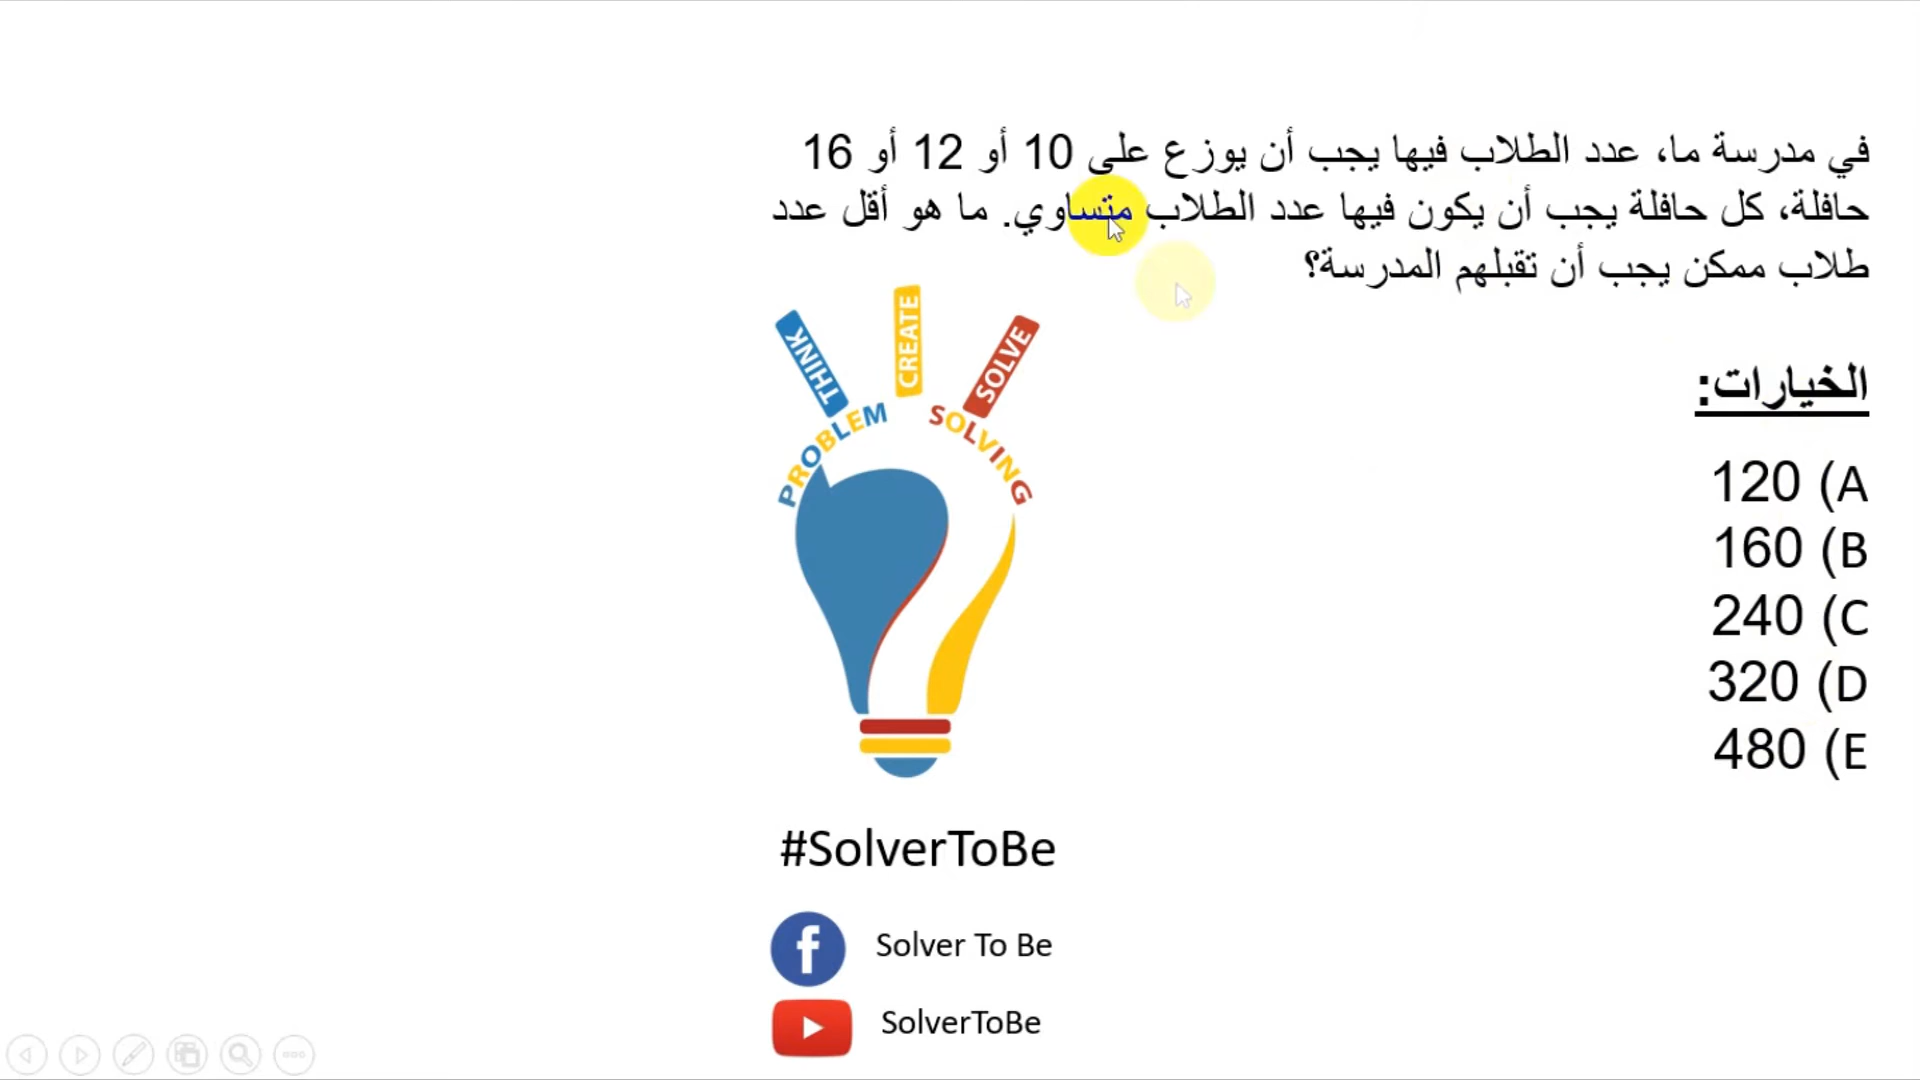 في مدرسة ما، عدد الطلاب فيها يجب أن يوزع على 10 أو 12 أو 16
حافلة، كل حافلة يجب أن يكون فيها عدد الطلاب متساوي. ما هو أقل عدد
طلاب ممكن يجب أن تقبلهم المدرسة؟
THINK
CREATE
SOLVE
PROBLEM SOLVING
الخيارات:
120 (A
160 (B
240 (C
320 (D
480 (E
#SolverToBe
f Solver To Be
SolverToBe